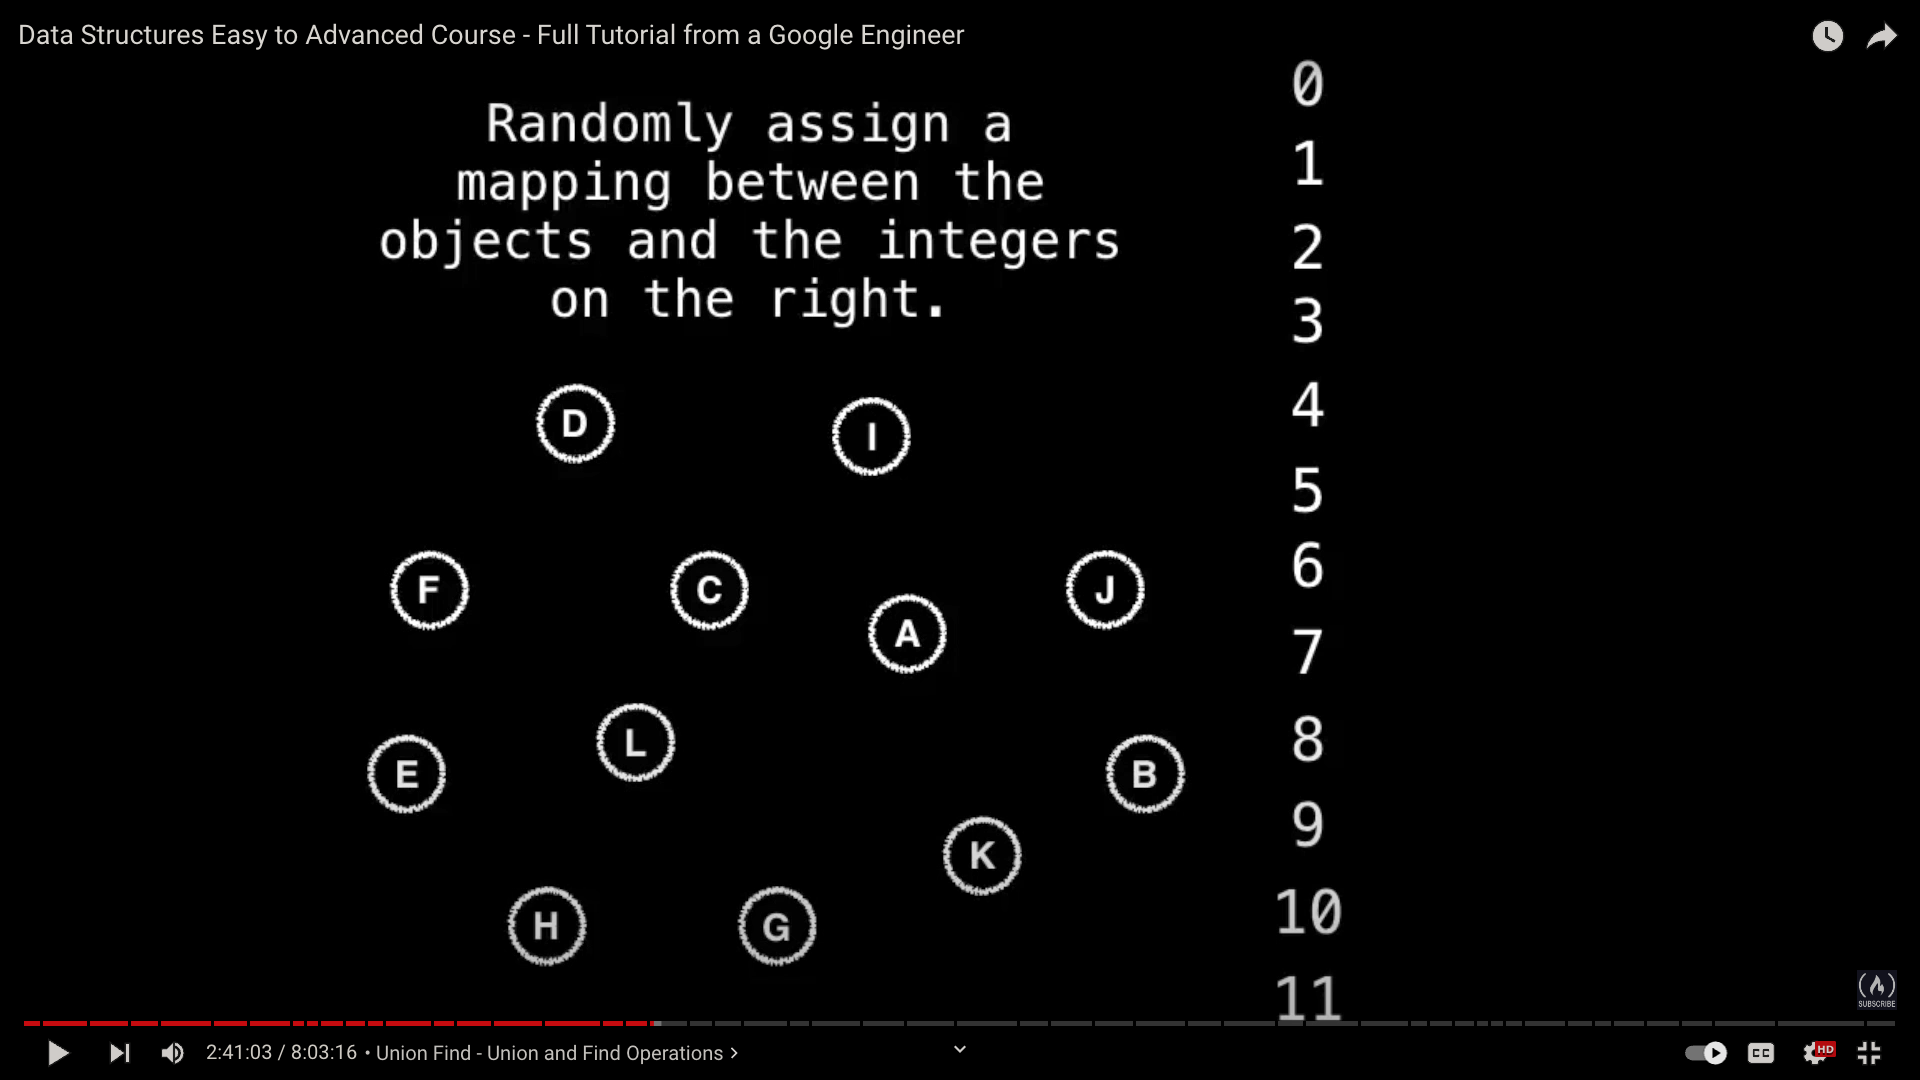 Data Structures Easy to Advanced Course - Full Tutorial from a Google Engineer
Randomly assign a
mapping between the
objects and the integers
on the right.
0
1
2
3
4
5
6
7
8
9
10
11
D
I
F
C
A
J
E
L
B
K
H
G
SUBSCRIBE
2:41:03 / 8:03:16 • Union Find - Union and Find Operations
CC
HD